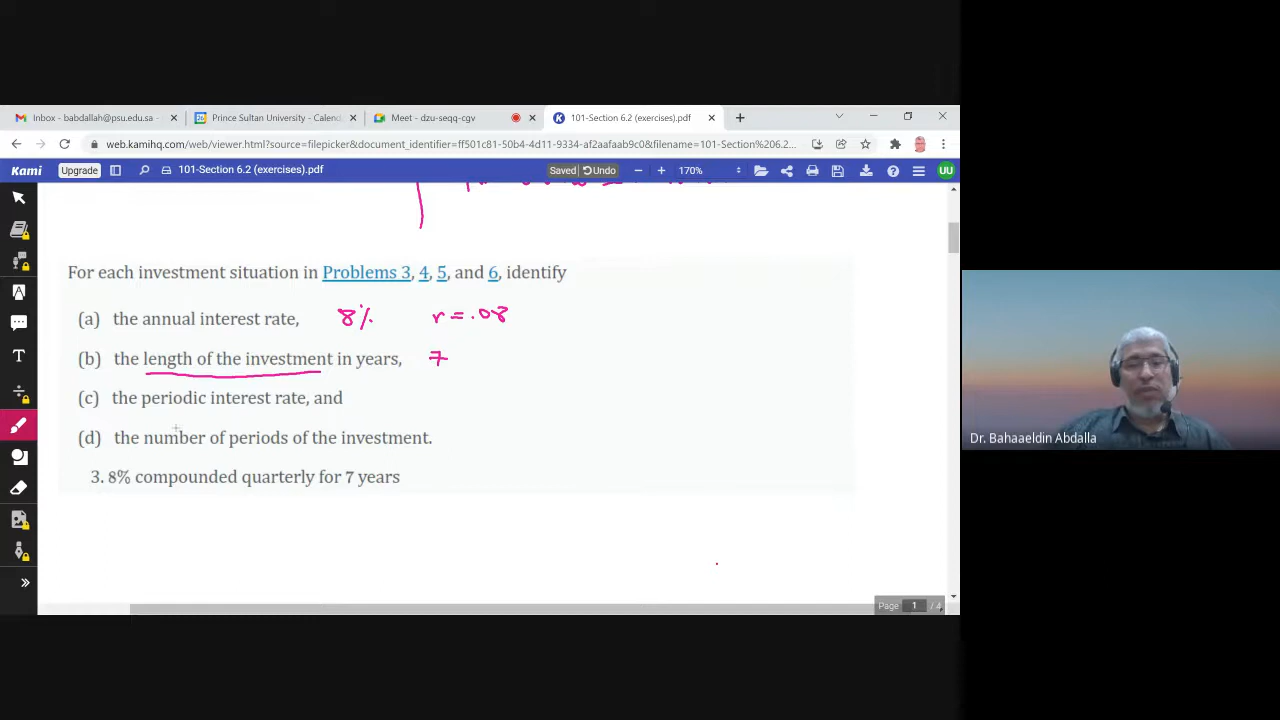 Inbox - babdallah@psu.edu.sa -
Prince Sultan University - Calend
Meet - dzu-seqq-cgv
101-Section 6.2 (exercises).pdf
web.kamihq.com/web/viewer.html?source=filepicker&document_identifier=ff501c81-50b4-4d11-9334-af2aafaab9c0&filename=101-Section%206.2...
Kami Upgrade 101-Section 6.2 (exercises).pdf Saved Undo 170% UU
For each investment situation in Problems 3, 4, 5, and 6, identify
(a) the annual interest rate, 8% r = .08
(b) the length of the investment in years, 7
(c) the periodic interest rate, and
(d) the number of periods of the investment.
3. 8% compounded quarterly for 7 years
Dr. Bahaaeldin Abdalla
Page 1 / 4